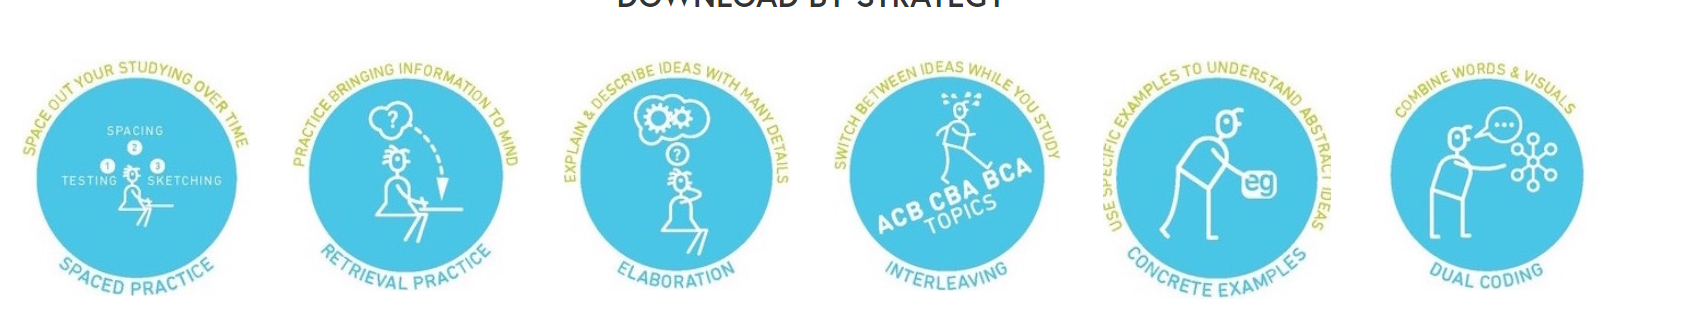 DOWNLOAD BY STRATEGY
SPACE OUT YOUR STUDYING OVER TIME
SPACING
2
1
3
TESTING
SKETCHING
SPACED PRACTICE
PRACTICE BRINGING INFORMATION TO MIND
?
RETRIEVAL PRACTICE
EXPLAIN & DESCRIBE IDEAS WITH MANY DETAILS
?
ELABORATION
SWITCH BETWEEN IDEAS WHILE YOU STUDY
ACB CBA BCA
TOPICS
INTERLEAVING
USE SPECIFIC EXAMPLES TO UNDERSTAND ABSTRACT IDEAS
eg
CONCRETE EXAMPLES
COMBINE WORDS & VISUALS
DUAL CODING